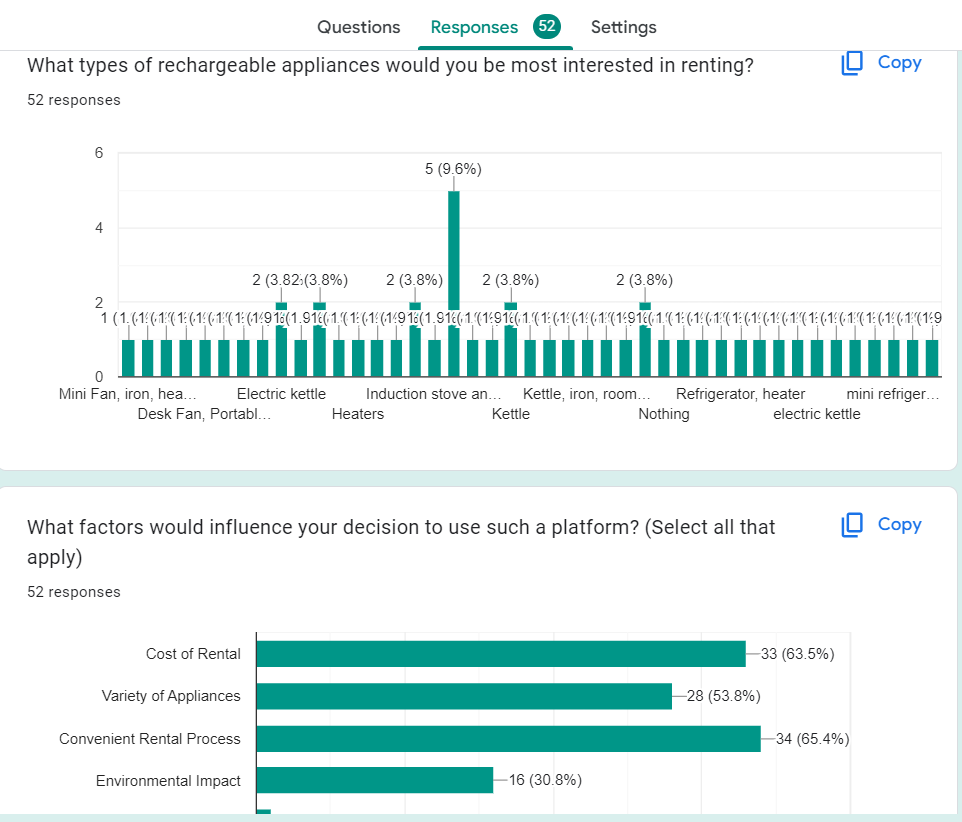 Questions Responses 52 Settings
What types of rechargeable appliances would you be most interested in renting?
Copy
52 responses
6
5 (9.6%)
4
2 (3.8 2 (3.8%) 2 (3.8%) 2 (3.8%) 2 (3.8%)
2
0
Mini Fan, iron, hea… Electric kettle Induction stove an… Kettle, iron, room… Refrigerator, heater mini refriger…
Desk Fan, Portabl… Heaters Kettle Nothing electric kettle
What factors would influence your decision to use such a platform? (Select all that
apply)
Copy
52 responses
Cost of Rental 33 (63.5%)
Variety of Appliances 28 (53.8%)
Convenient Rental Process 34 (65.4%)
Environmental Impact 16 (30.8%)